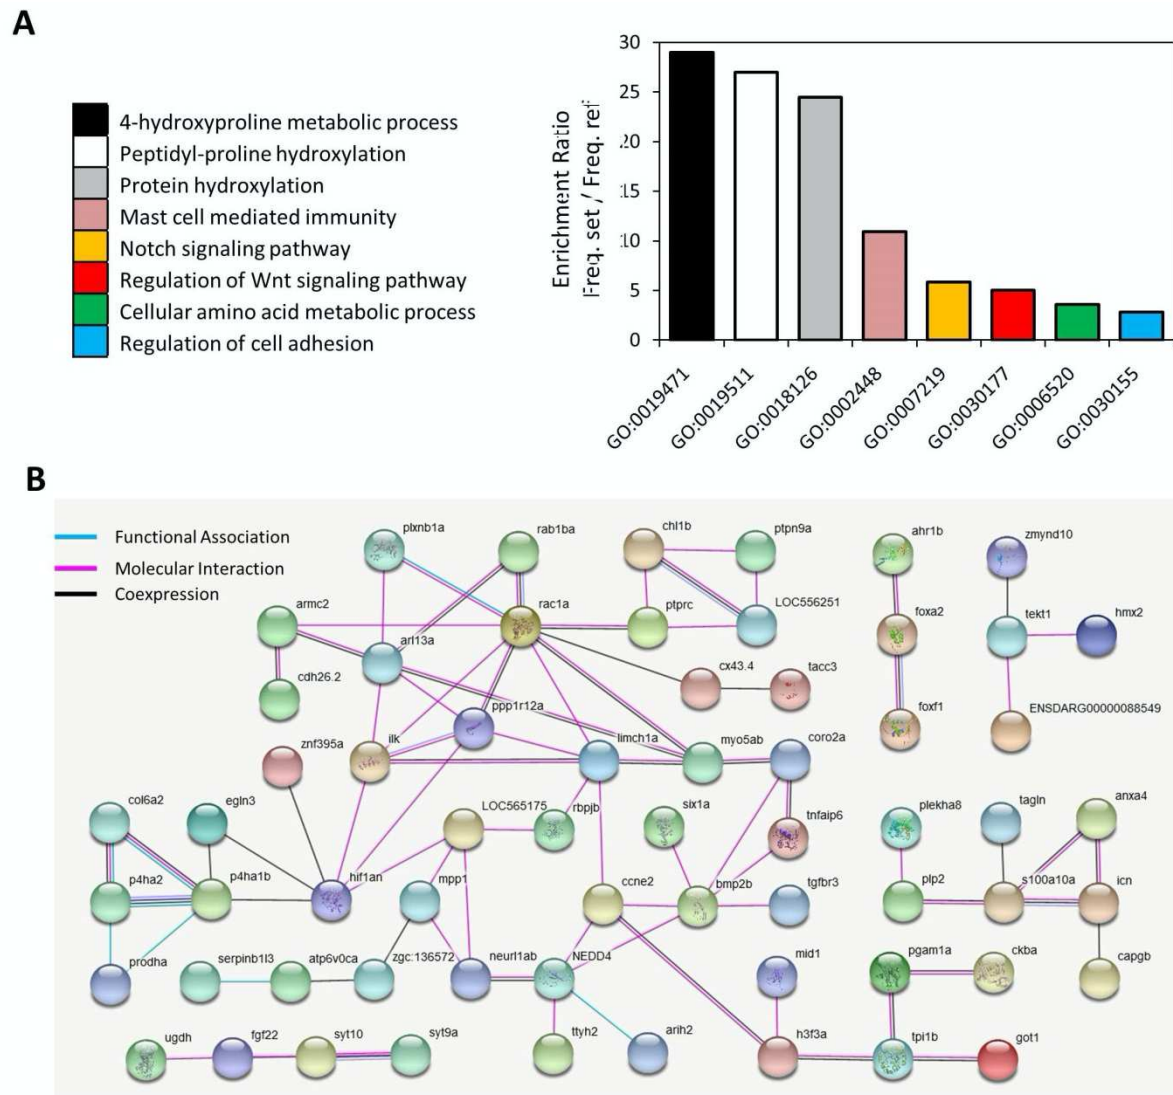 A
4-hydroxyproline metabolic process
Peptidyl-proline hydroxylation
Protein hydroxylation
Mast cell mediated immunity
Notch signaling pathway
Regulation of Wnt signaling pathway
Cellular amino acid metabolic process
Regulation of cell adhesion
Enrichment Ratio
Freq. set / Freq. ref
30
25
20
15
10
5
0
GO:0019471
GO:0019511
GO:0018126
GO:0002448
GO:0007219
GO:0030177
GO:0006520
GO:0030155
B
Functional Association
Molecular Interaction
Coexpression
plxnb1a
rab1ba
chl1b
ptpn9a
ahr1b
zmynd10
armc2
rac1a
ptprc
LOC556251
foxa2
tekt1
hmx2
arl13a
cdh26.2
cx43.4
tacc3
ppp1r12a
foxf1
ENSDARG00000088549
znf395a
ilk
limch1a
myo5ab
coro2a
col6a2
egln3
LOC565175
rbpjb
six1a
tnfaip6
plekha8
tagln
anxa4
p4ha2
p4ha1b
hif1an
mpp1
ccne2
bmp2b
tgfbr3
plp2
s100a10a
icn
prodha
serpinb1l3
atp6v0ca
zgc:136572
neurl1ab
NEDD4
mid1
pgam1a
ckba
capgb
ugdh
fgf22
syt10
syt9a
ttyh2
arih2
h3f3a
tpi1b
got1